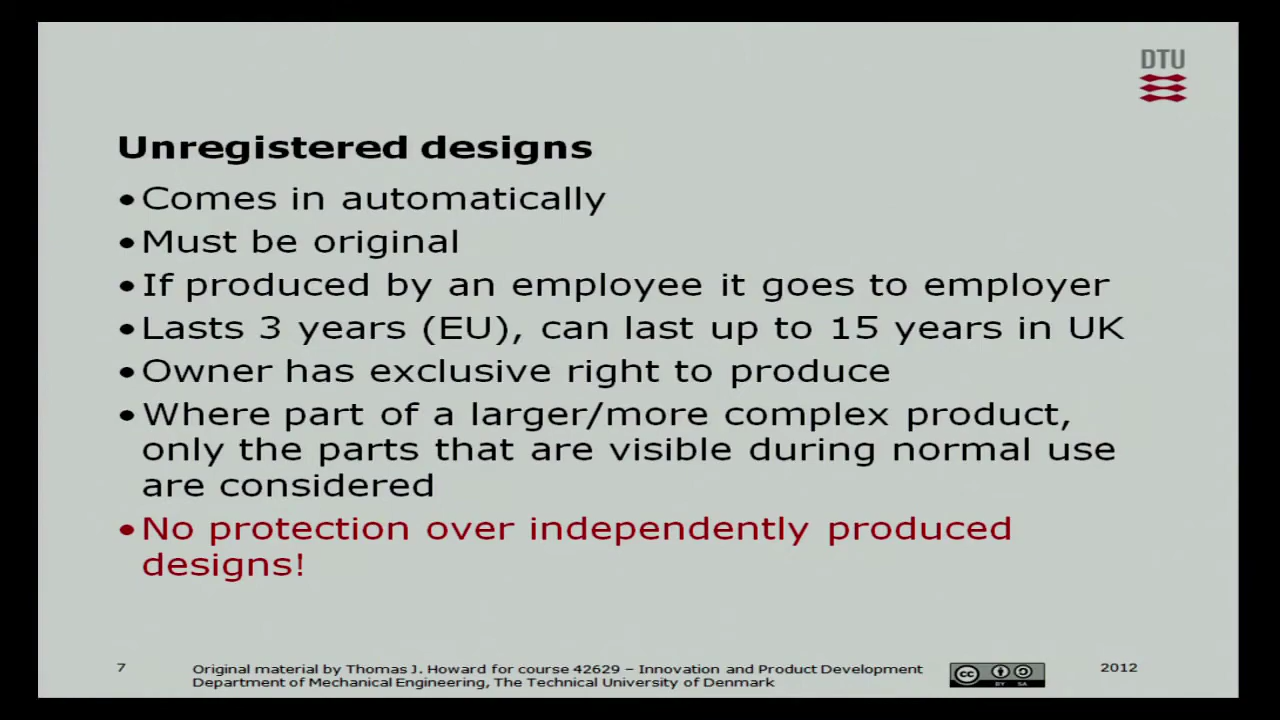 DTU
Unregistered designs
•Comes in automatically
•Must be original
•If produced by an employee it goes to employer
•Lasts 3 years (EU), can last up to 15 years in UK
•Owner has exclusive right to produce
•Where part of a larger/more complex product,
only the parts that are visible during normal use
are considered
•No protection over independently produced
designs!
7
Original material by Thomas J. Howard for course 42629 – Innovation and Product Development
Department of Mechanical Engineering, The Technical University of Denmark
cc BY SA
2012